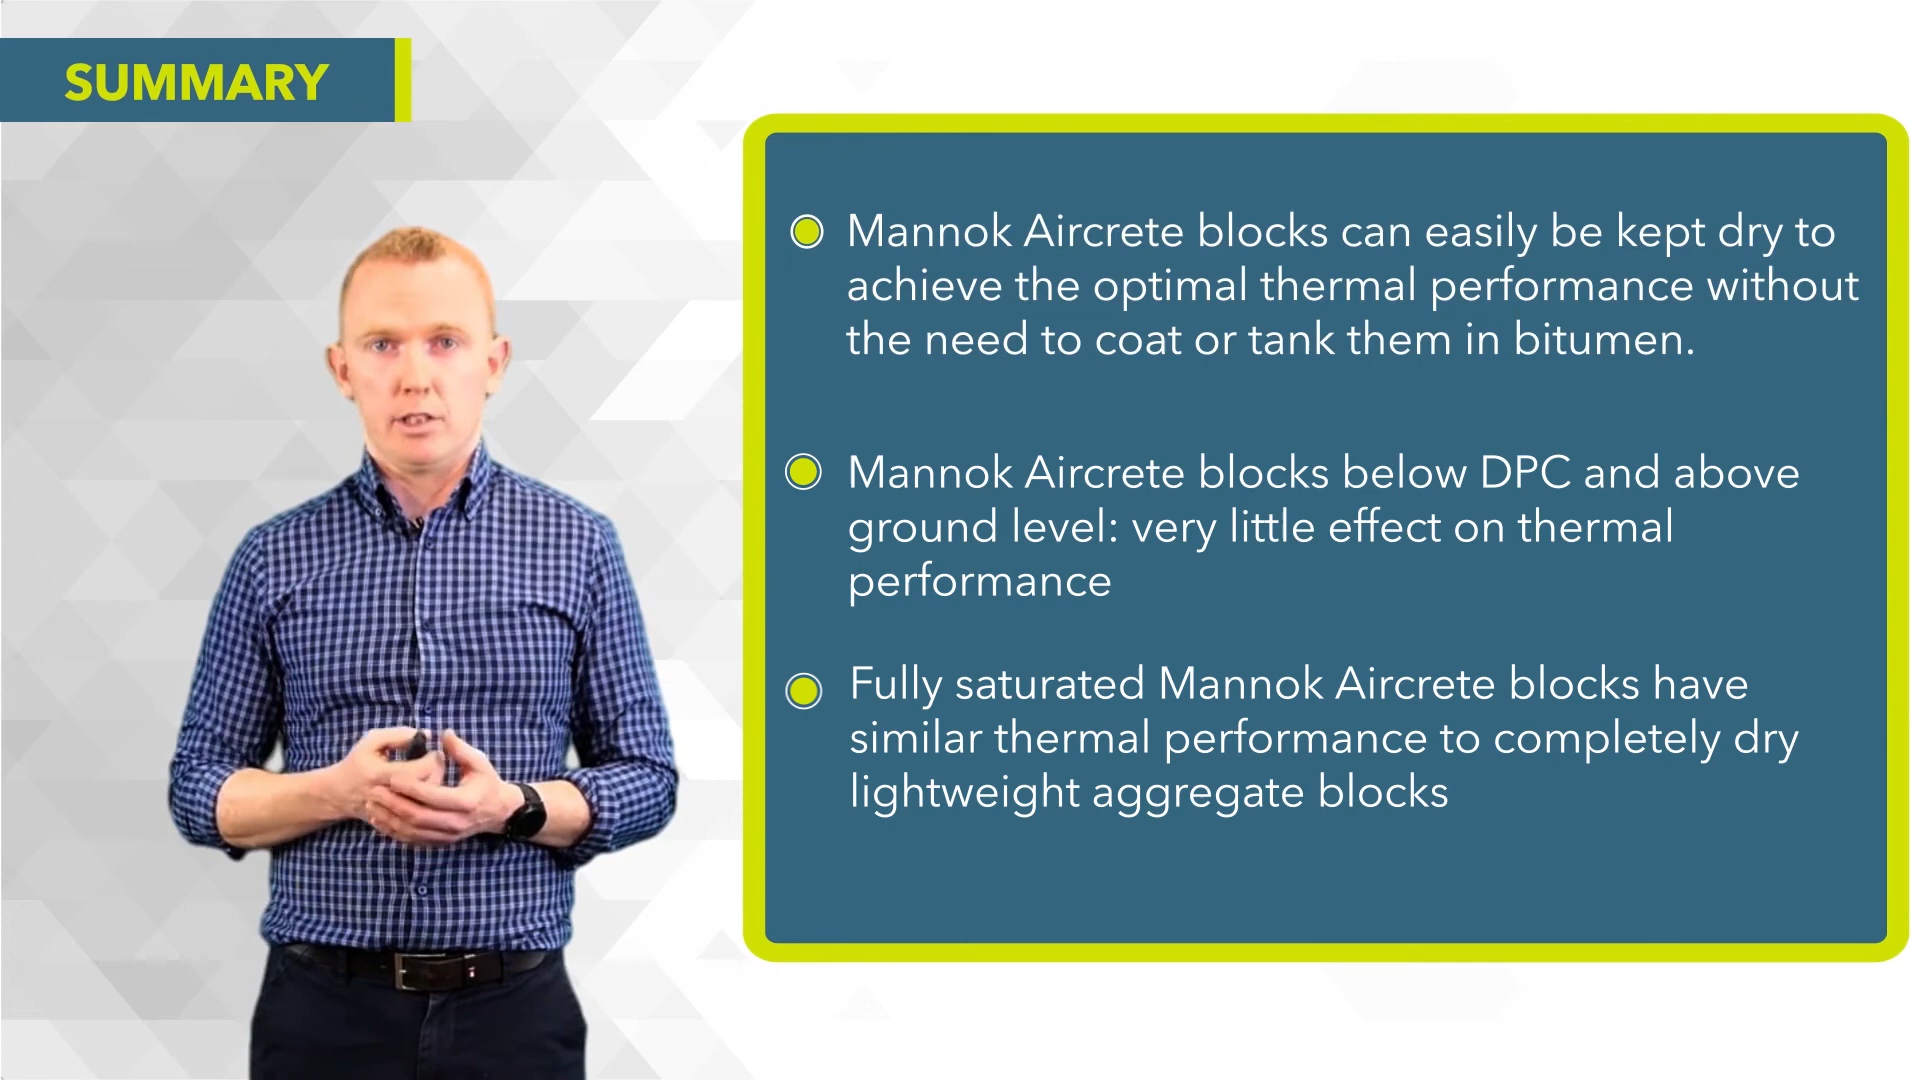 SUMMARY
Mannok Aircrete blocks can easily be kept dry to
achieve the optimal thermal performance without
the need to coat or tank them in bitumen.
Mannok Aircrete blocks below DPC and above
ground level: very little effect on thermal
performance
Fully saturated Mannok Aircrete blocks have
similar thermal performance to completely dry
lightweight aggregate blocks